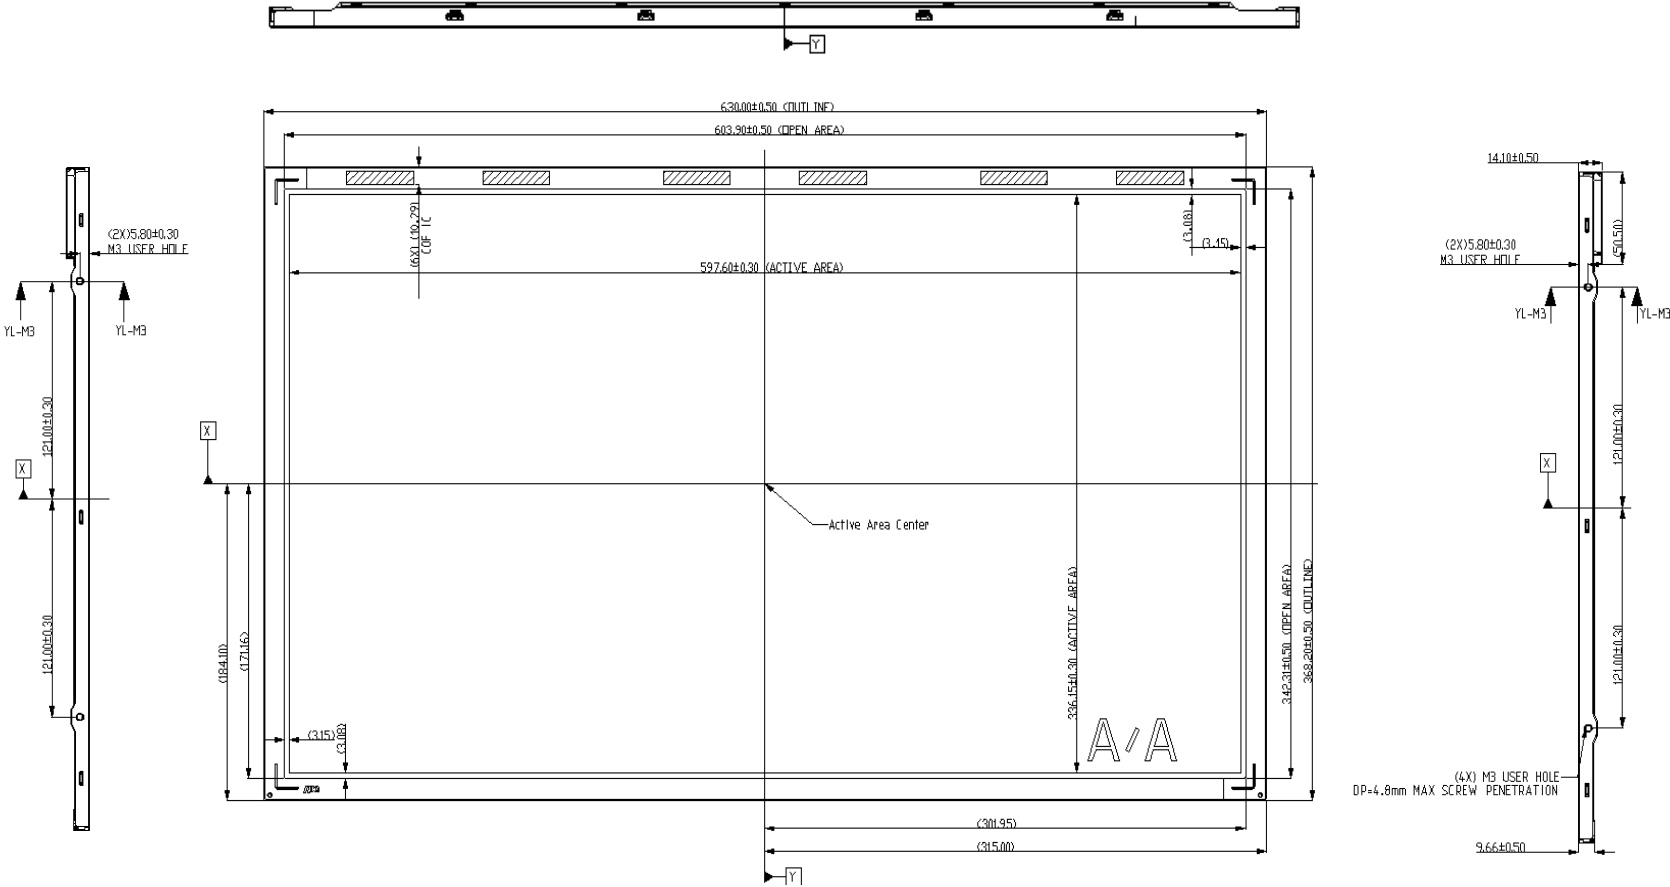 Y
630.00±0.50 (OUTLINE)
603.90±0.50 (OPEN AREA)
14.10±0.50
(2X)5.80±0.30
M3 USER HOLE
(6X) (10.29)
COF IC
(3.08)
(3.15)
(2X)5.80±0.30
M3 USER HOLE
(50.50)
597.60±0.30 (ACTIVE AREA)
YL-M3
YL-M3
YL-M3
YL-M3
121.00±0.30
X
X
121.00±0.30
X
Active Area Center
121.00±0.30
(184.10)
(171.16)
336.15±0.30 (ACTIVE AREA)
342.31±0.50 (OPEN AREA)
368.20±0.50 (OUTLINE)
121.00±0.30
(3.15)
(3.08)
A/A
(4X) M3 USER HOLE
DP=4.8mm MAX SCREW PENETRATION
(301.95)
(315.00)
9.66±0.50
Y